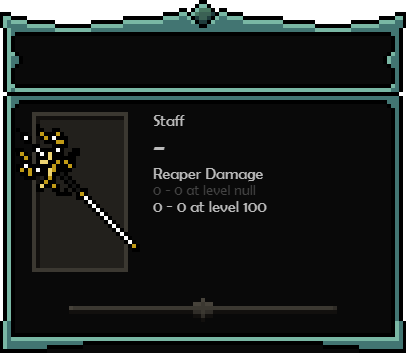 Staff
–
Reaper Damage
0 - 0 at level null
0 - 0 at level 100